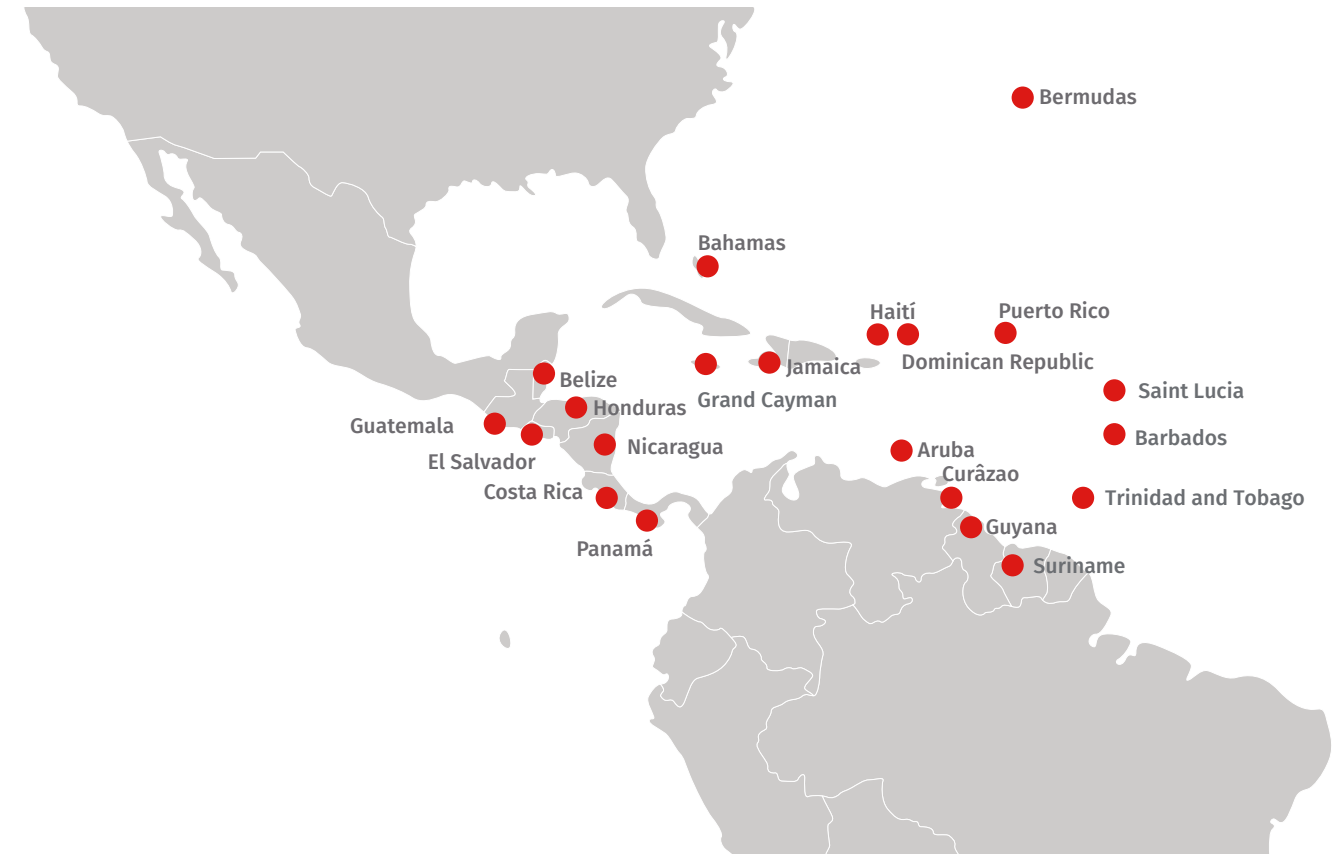 Bermudas
Bahamas
Haití
Puerto Rico
Dominican Republic
Jamaica
Belize
Saint Lucia
Grand Cayman
Honduras
Guatemala
Barbados
Nicaragua
Aruba
El Salvador
Curâzao
Costa Rica
Trinidad and Tobago
Guyana
Panamá
Suriname